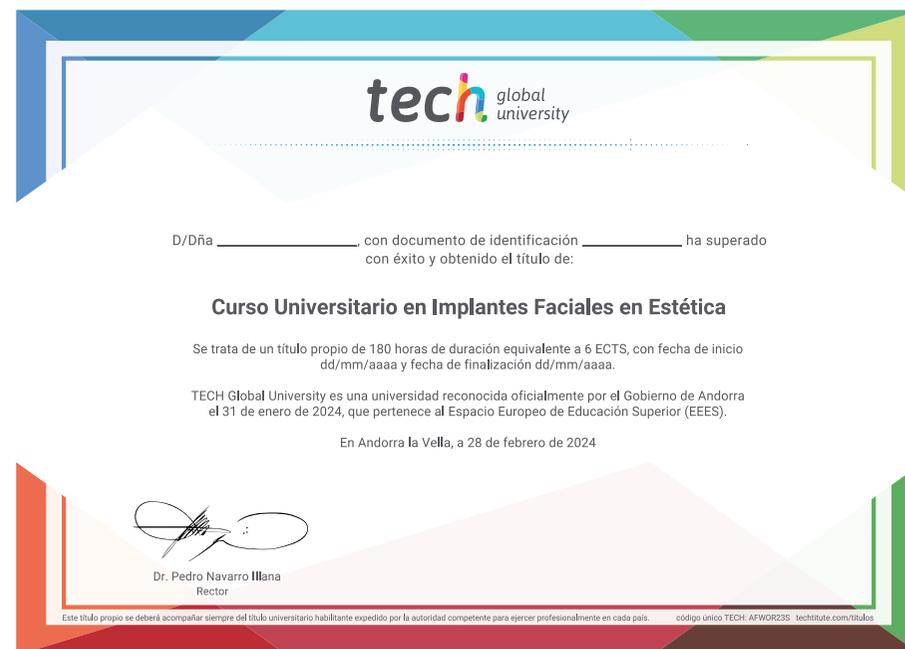 tech global
university
D/Dña ____________________, con documento de identificación ______________ ha superado
con éxito y obtenido el título de:
Curso Universitario en Implantes Faciales en Estética
Se trata de un título propio de 180 horas de duración equivalente a 6 ECTS, con fecha de inicio
dd/mm/aaaa y fecha de finalización dd/mm/aaaa.
TECH Global University es una universidad reconocida oficialmente por el Gobierno de Andorra
el 31 de enero de 2024, que pertenece al Espacio Europeo de Educación Superior (EEES).
En Andorra la Vella, a 28 de febrero de 2024
Dr. Pedro Navarro Illana
Rector
Este título propio se deberá acompañar siempre del título universitario habilitante expedido por la autoridad competente para ejercer profesionalmente en cada país. código único TECH: AFWOR23S techtitute.com/titulos